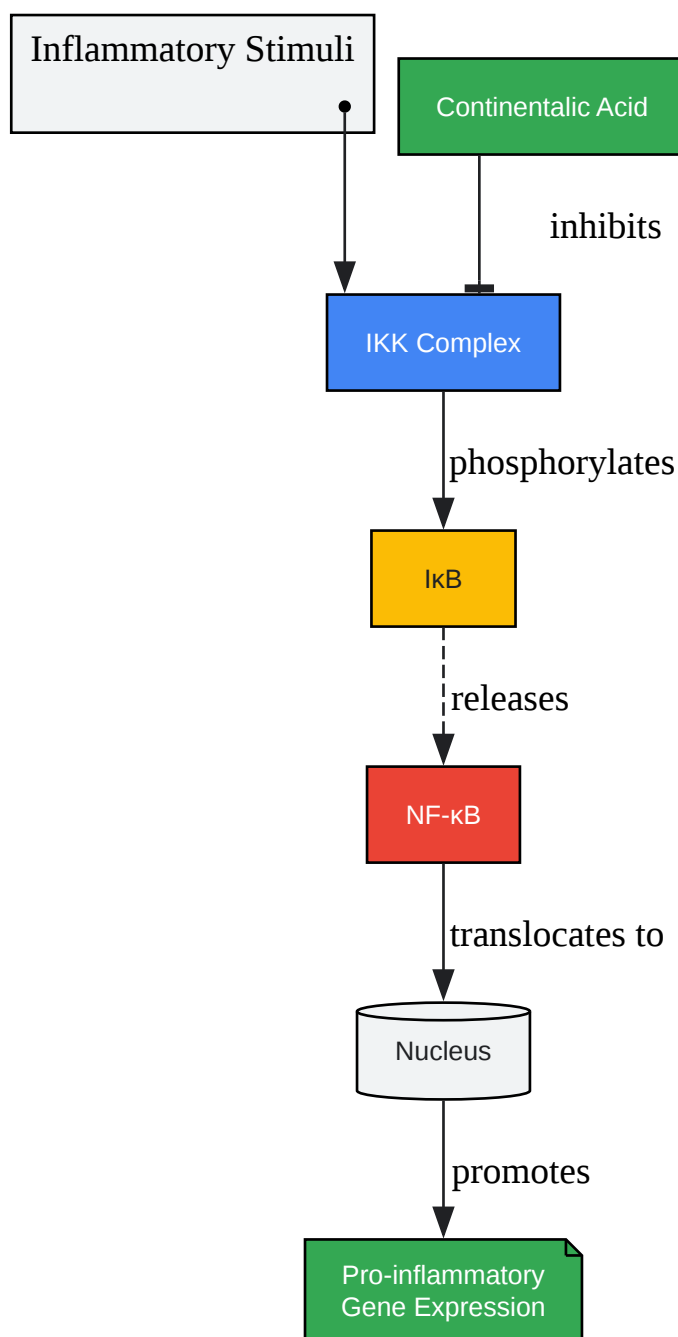 Inflammatory Stimuli
Continentalic Acid
inhibits
IKK Complex
phosphorylates
IκB
releases
NF-κB
translocates to
Nucleus
promotes
Pro-inflammatory
Gene Expression